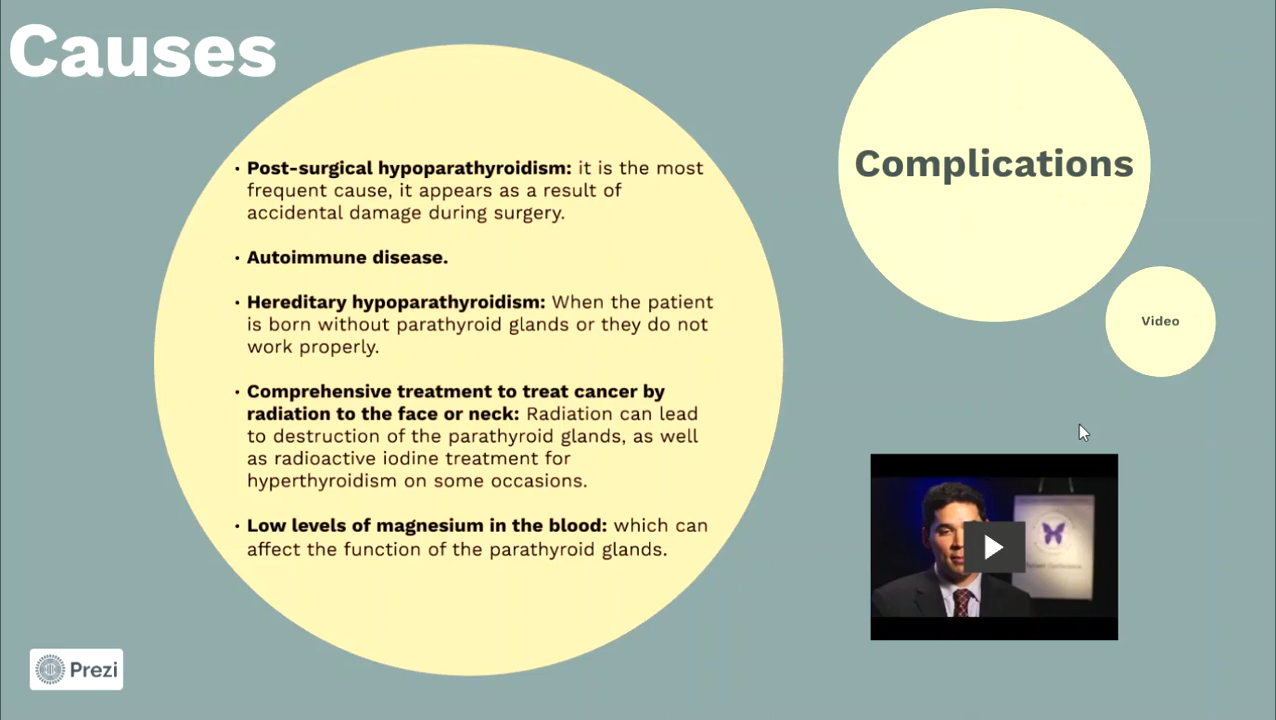 Causes
• Post-surgical hypoparathyroidism: it is the most
frequent cause, it appears as a result of
accidental damage during surgery.
• Autoimmune disease.
• Hereditary hypoparathyroidism: When the patient
is born without parathyroid glands or they do not
work properly.
• Comprehensive treatment to treat cancer by
radiation to the face or neck: Radiation can lead
to destruction of the parathyroid glands, as well
as radioactive iodine treatment for
hyperthyroidism on some occasions.
• Low levels of magnesium in the blood: which can
affect the function of the parathyroid glands.
Complications
Video
Prezi